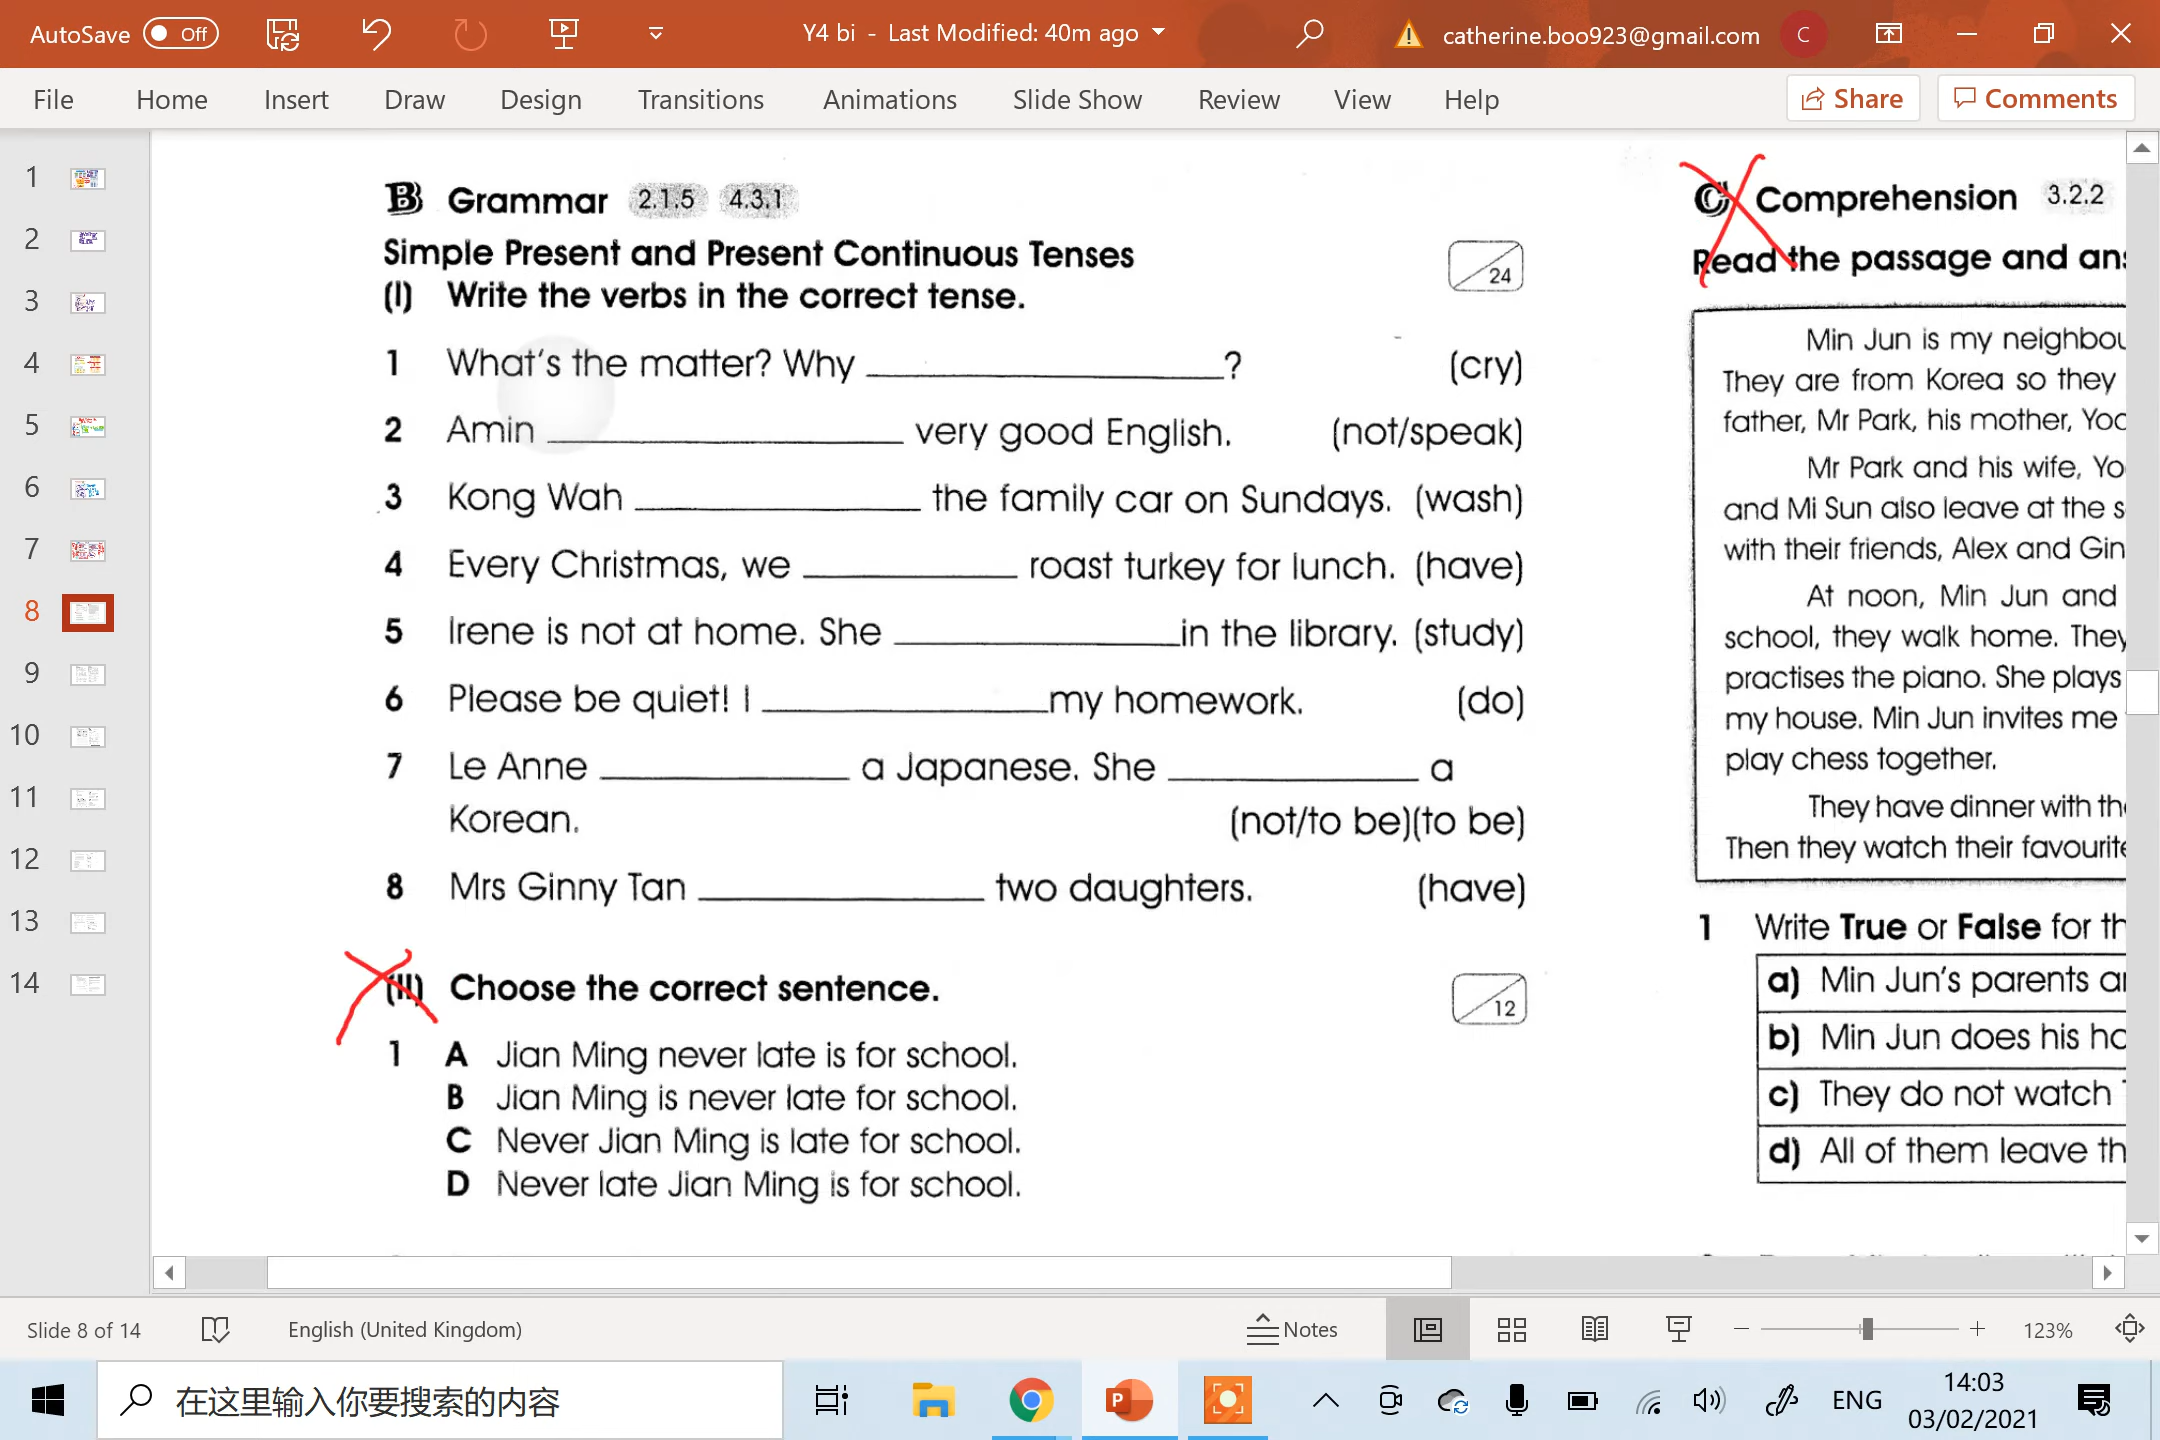 AutoSave Off Y4 bi - Last Modified: 40m ago catherine.boo923@gmail.com C
File Home Insert Draw Design Transitions Animations Slide Show Review View Help Share Comments
1
2
3
4
5
6
7
8
9
10
11
12
13
14
B Grammar 2.1.5 4.3.1
Simple Present and Present Continuous Tenses
24
(I) Write the verbs in the correct tense.
1 What's the matter? Why ____________? (cry)
2 Amin ____________ very good English. (not/speak)
3 Kong Wah ____________ the family car on Sundays. (wash)
4 Every Christmas, we ____________ roast turkey for lunch. (have)
5 Irene is not at home. She ____________in the library. (study)
6 Please be quiet! I ____________my homework. (do)
7 Le Anne ____________ a Japanese. She ____________ a
Korean. (not/to be)(to be)
8 Mrs Ginny Tan ____________ two daughters. (have)
(II) Choose the correct sentence.
12
1 A Jian Ming never late is for school.
B Jian Ming is never late for school.
C Never Jian Ming is late for school.
D Never late Jian Ming is for school.
C Comprehension 3.2.2
Read the passage and ans
Min Jun is my neighbou
They are from Korea so they
father, Mr Park, his mother, Yoo
Mr Park and his wife, Yo
and Mi Sun also leave at the s
with their friends, Alex and Gin
At noon, Min Jun and
school, they walk home. They
practises the piano. She plays
my house. Min Jun invites me
play chess together.
They have dinner with the
Then they watch their favourite
1 Write True or False for th
a) Min Jun's parents ar
b) Min Jun does his ho
c) They do not watch
d) All of them leave th
Slide 8 of 14 English (United Kingdom) Notes 123%
在这里输入你要搜索的内容 ENG 14:03
03/02/2021